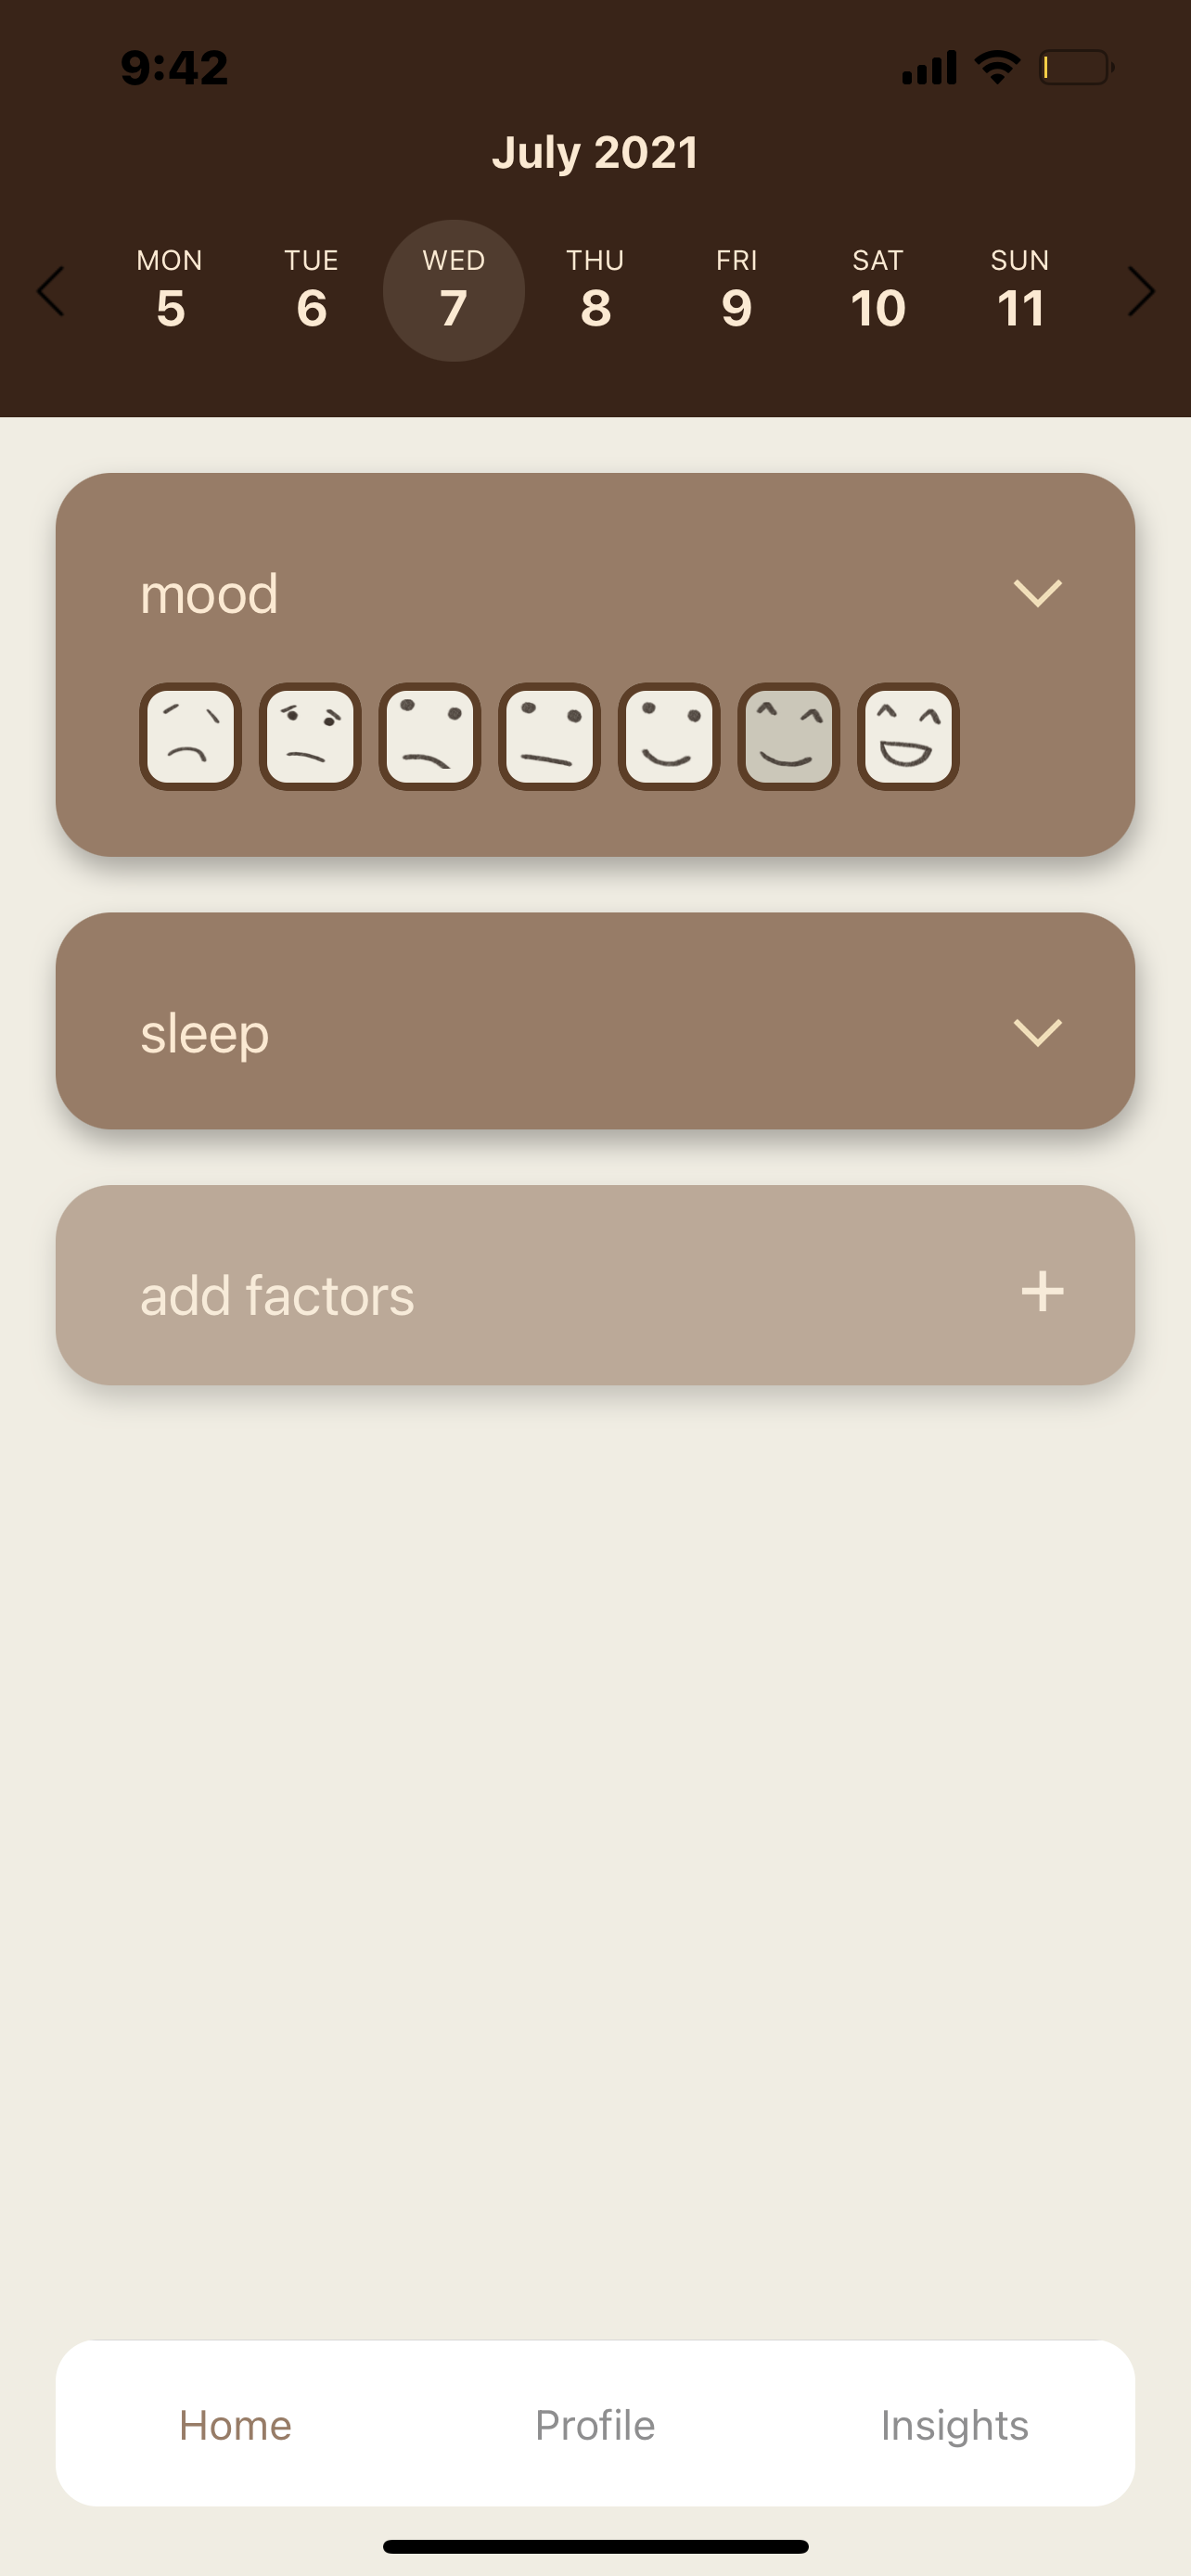 9:42
July 2021
MON TUE WED THU FRI SAT SUN
5 6 7 8 9 10 11
mood
sleep
add factors
Home Profile Insights